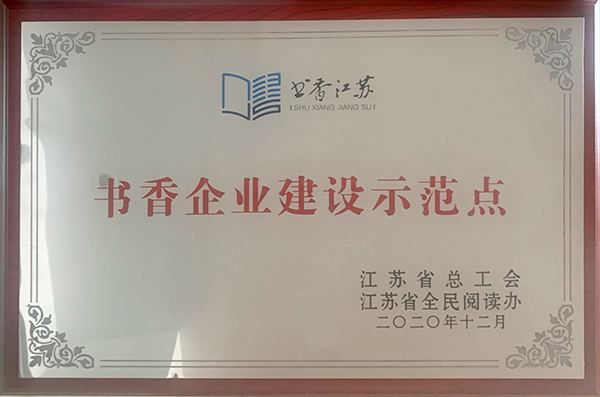 书香江苏
SHU XIANG JIANG SU
书香企业建设示范点
江苏省总工会
江苏省全民阅读办
二〇二〇年十二月